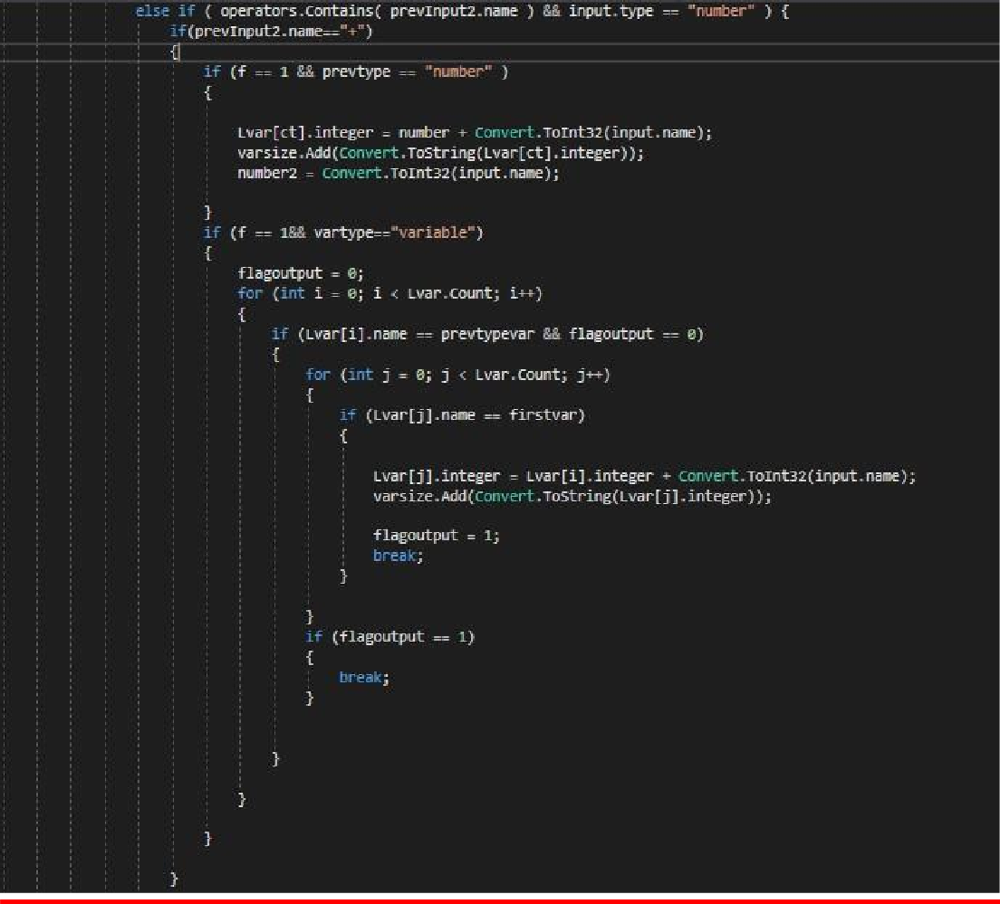 else if ( operators.Contains( prevInput2.name ) && input.type == "number" ) {
if(prevInput2.name=="+")
{
if (f == 1 && prevtype == "number" )
{
Lvar[ct].integer = number + Convert.ToInt32(input.name);
varsize.Add(Convert.ToString(Lvar[ct].integer));
number2 = Convert.ToInt32(input.name);
}
if (f == 1&& vartype=="variable")
{
flagoutput = 0;
for (int i = 0; i < Lvar.Count; i++)
{
if (Lvar[i].name == prevtypevar && flagoutput == 0)
{
for (int j = 0; j < Lvar.Count; j++)
{
if (Lvar[j].name == firstvar)
{
Lvar[j].integer = Lvar[i].integer + Convert.ToInt32(input.name);
varsize.Add(Convert.ToString(Lvar[j].integer));
flagoutput = 1;
break;
}
}
if (flagoutput == 1)
{
break;
}
}
}
}
}